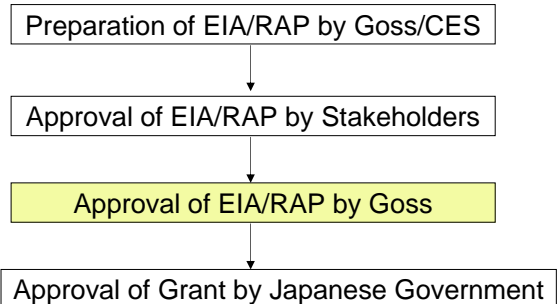 Preparation of EIA/RAP by Goss/CES
Approval of EIA/RAP by Stakeholders
Approval of EIA/RAP by Goss
Approval of Grant by Japanese Government